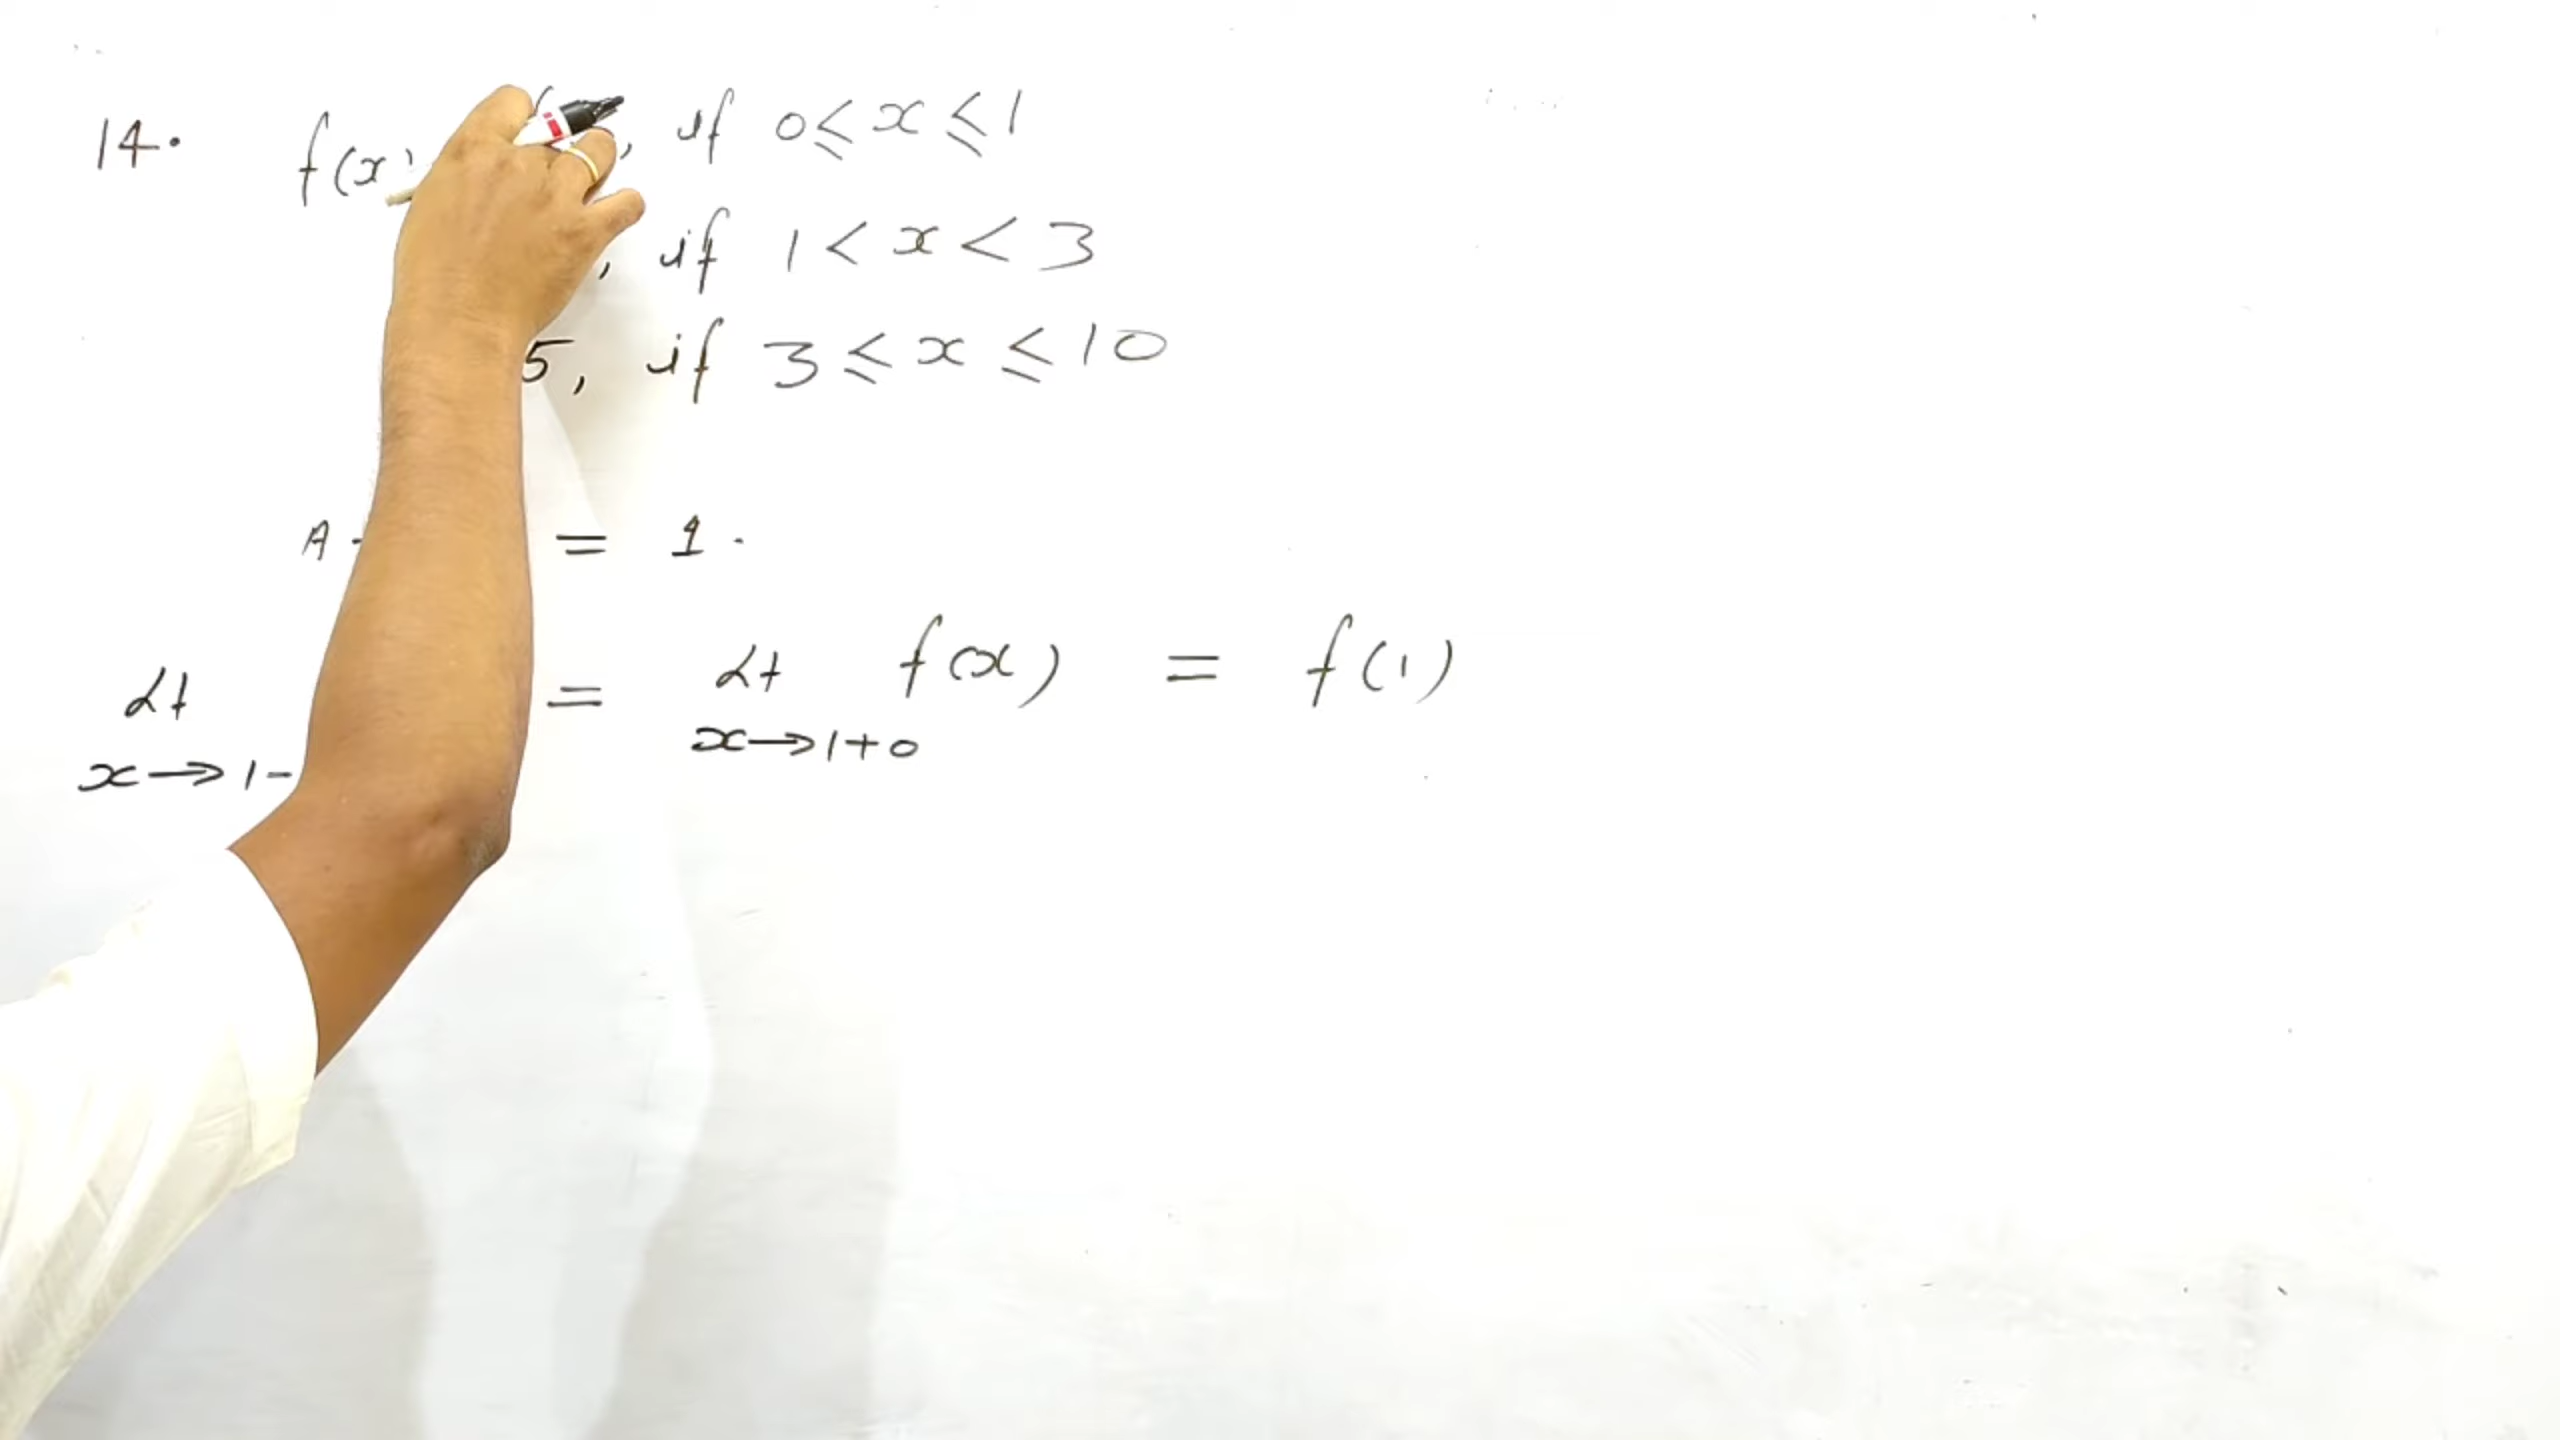 14. f(x) , if 0 ≤ x ≤ 1
, if 1 < x < 3
5, if 3 ≤ x ≤ 10
A = 1.
Lt = Lt f(x) = f(1)
x→1- x→1+0